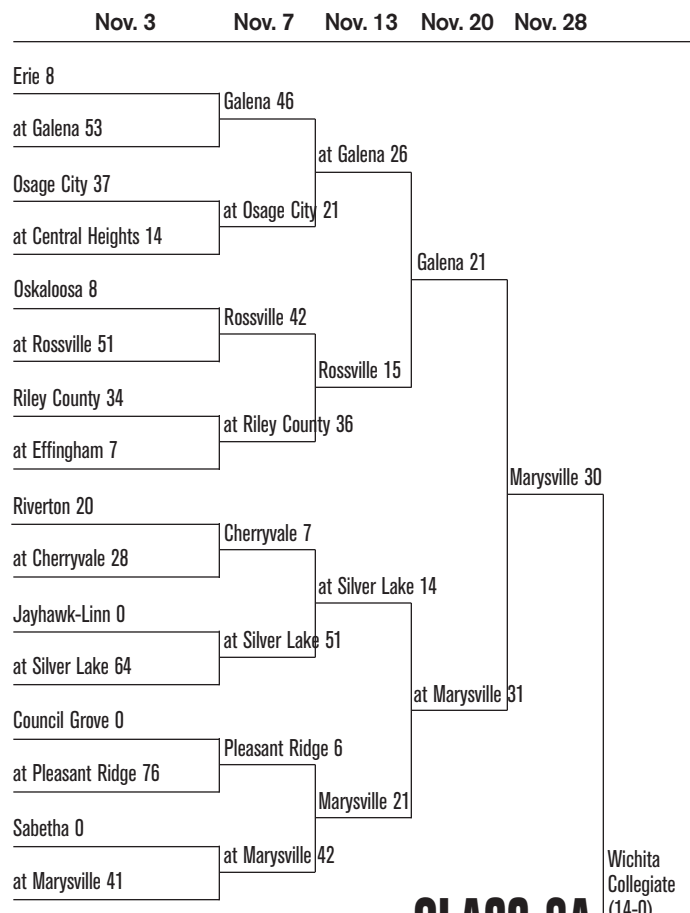 Nov. 3 Nov. 7 Nov. 13 Nov. 20 Nov. 28
Erie 8
at Galena 53
Osage City 37
at Central Heights 14
Oskaloosa 8
at Rossville 51
Riley County 34
at Effingham 7
Riverton 20
at Cherryvale 28
Jayhawk-Linn 0
at Silver Lake 64
Council Grove 0
at Pleasant Ridge 76
Sabetha 0
at Marysville 41
Galena 46
at Osage City 21
Rossville 42
at Riley County 36
Cherryvale 7
at Silver Lake 51
Pleasant Ridge 6
at Marysville 42
at Galena 26
Rossville 15
at Silver Lake 14
Marysville 21
Galena 21
at Marysville 31
Marysville 30
Wichita
Collegiate
(14-0)
CLASS 3A